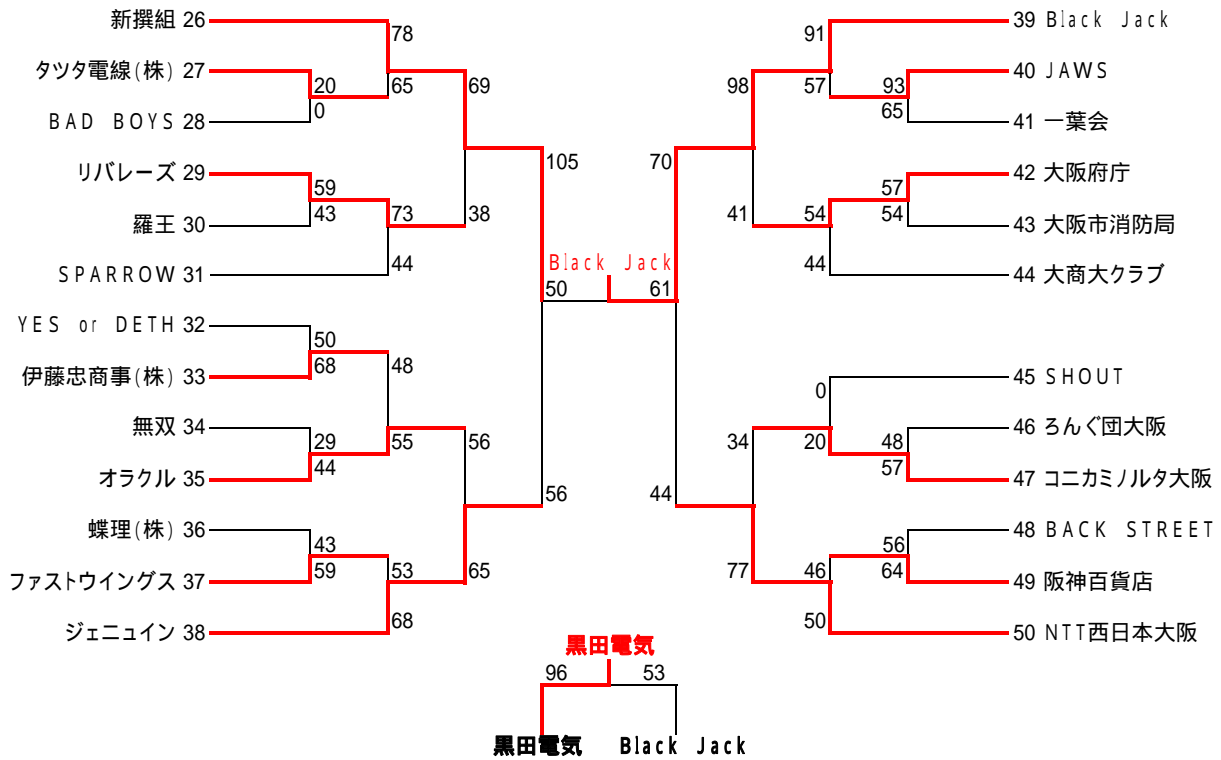 新撰組 26
タツタ電線(株) 27
BAD BOYS 28
リバレーズ 29
羅王 30
SPARROW 31
YES or DETH 32
伊藤忠商事(株) 33
無双 34
オラクル 35
蝶理(株) 36
ファストウイングス 37
ジェニュイン 38
20
0
59
43
50
68
29
44
43
59
78
65
73
44
48
55
53
68
69
38
56
65
105
56
Black Jack
50
61
70
44
98
41
34
77
91
57
54
44
0
20
46
50
93
65
57
54
48
57
56
64
39 Black Jack
40 JAWS
41 一葉会
42 大阪府庁
43 大阪市消防局
44 大商大クラブ
45 SHOUT
46 ろんぐ団大阪
47 コニカミノルタ大阪
48 BACK STREET
49 阪神百貨店
50 NTT西日本大阪
黒田電気
96
53
黒田電気
Black Jack